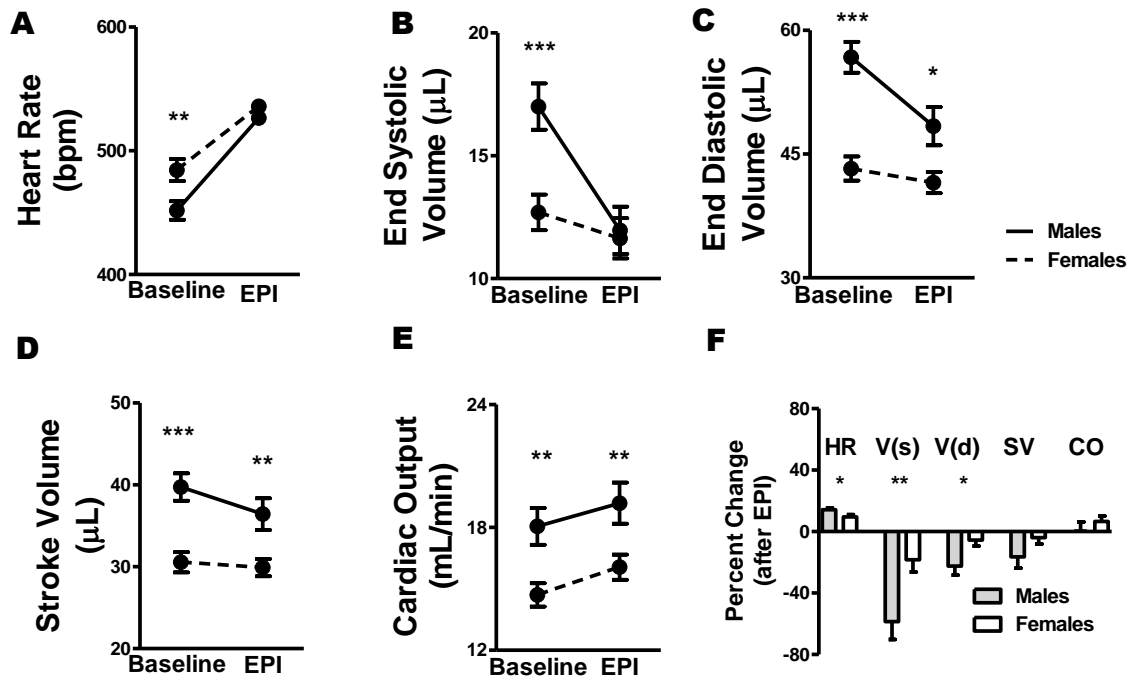 A
Heart Rate
(bpm)
600
500
400
**
Baseline EPI
B
End Systolic
Volume (μL)
20
15
10
***
Baseline EPI
C
End Diastolic
Volume (μL)
60
45
30
***
*
Baseline EPI
Males
Females
D
Stroke Volume
(μL)
50
40
30
20
***
**
Baseline EPI
E
Cardiac Output
(mL/min)
24
18
12
**
**
Baseline EPI
F
Percent Change
(after EPI)
80
40
0
-40
-80
HR V(s) V(d) SV CO
* ** *
Males
Females